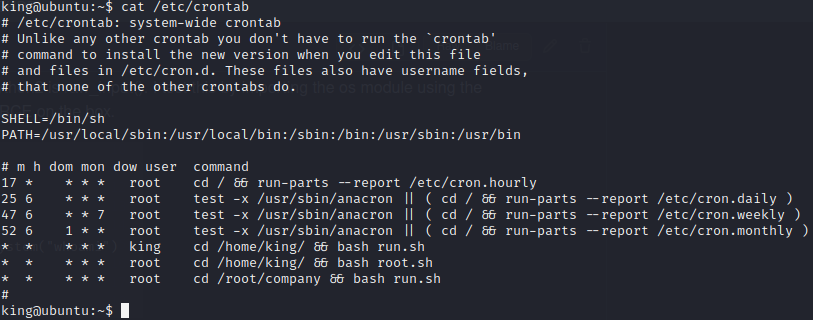 king@ubuntu:~$ cat /etc/crontab
# /etc/crontab: system-wide crontab
# Unlike any other crontab you don't have to run the `crontab'
# command to install the new version when you edit this file
# and files in /etc/cron.d. These files also have username fields,
# that none of the other crontabs do.
SHELL=/bin/sh
PATH=/usr/local/sbin:/usr/local/bin:/sbin:/bin:/usr/sbin:/usr/bin
# m h dom mon dow user  command
17 *    * * *   root    cd / && run-parts --report /etc/cron.hourly
25 6    * * *   root    test -x /usr/sbin/anacron || ( cd / && run-parts --report /etc/cron.daily )
47 6    * * 7   root    test -x /usr/sbin/anacron || ( cd / && run-parts --report /etc/cron.weekly )
52 6    1 * *   root    test -x /usr/sbin/anacron || ( cd / && run-parts --report /etc/cron.monthly )
*  *    * * *   king    cd /home/king/ && bash run.sh
*  *    * * *   root    cd /home/king/ && bash root.sh
*  *    * * *   root    cd /root/company && bash run.sh
#
king@ubuntu:~$